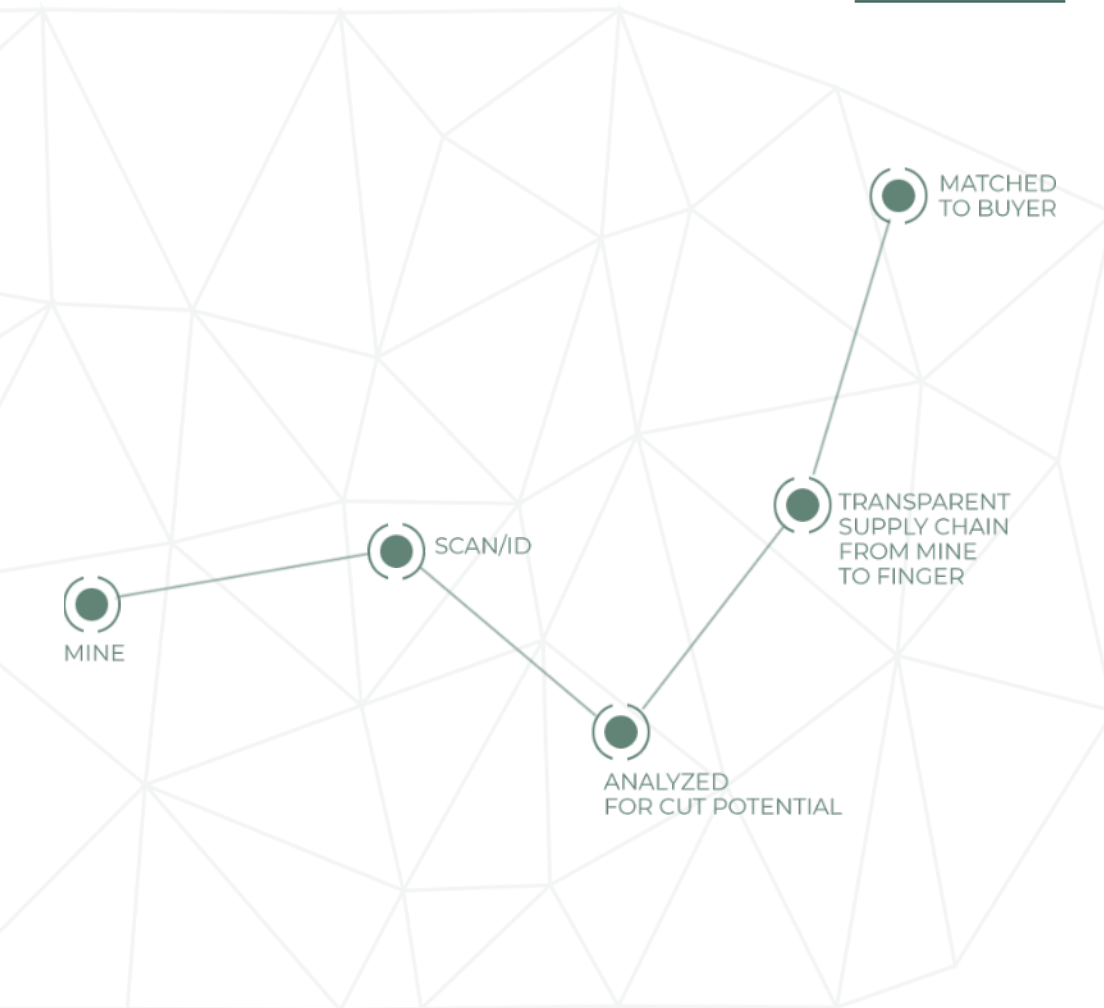 MATCHED
TO BUYER
TRANSPARENT
SUPPLY CHAIN
FROM MINE
TO FINGER
SCAN/ID
MINE
ANALYZED
FOR CUT POTENTIAL